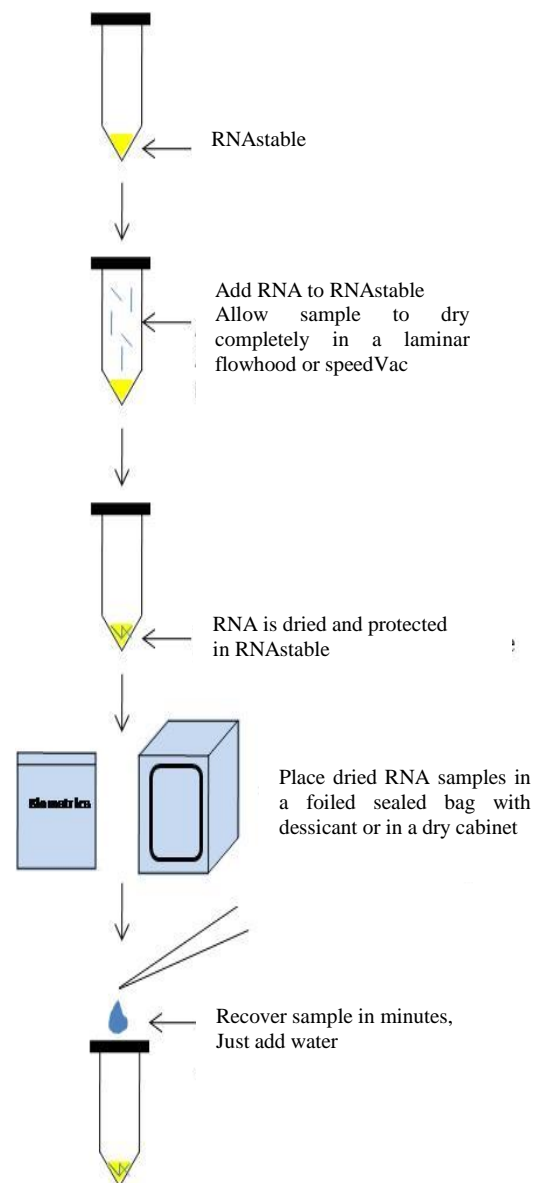 RNAstable
Add RNA to RNAstable
Allow sample to dry
completely in a laminar
flowhood or speedVac
RNA is dried and protected
in RNAstable
Biomatrica
Place dried RNA samples in
a foiled sealed bag with
dessicant or in a dry cabinet
Recover sample in minutes,
Just add water